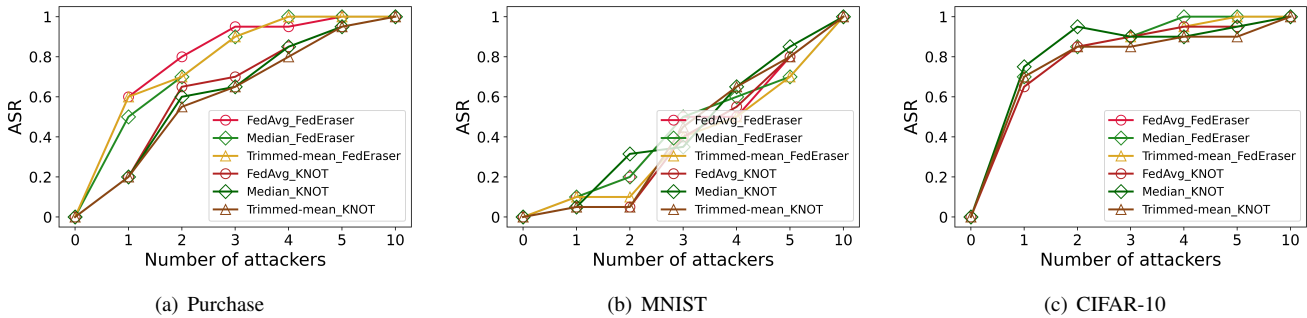 1
0.8
0.6
0.4
0.2
0
ASR
FedAvg_FedEraser
Median_FedEraser
Trimmed-mean_FedEraser
FedAvg_KNOT
Median_KNOT
Trimmed-mean_KNOT
0 1 2 3 4 5 10
Number of attackers
(a) Purchase
1
0.8
0.6
0.4
0.2
0
ASR
FedAvg_FedEraser
Median_FedEraser
Trimmed-mean_FedEraser
FedAvg_KNOT
Median_KNOT
Trimmed-mean_KNOT
0 1 2 3 4 5 10
Number of attackers
(b) MNIST
1
0.8
0.6
0.4
0.2
0
ASR
FedAvg_FedEraser
Median_FedEraser
Trimmed-mean_FedEraser
FedAvg_KNOT
Median_KNOT
Trimmed-mean_KNOT
0 1 2 3 4 5 10
Number of attackers
(c) CIFAR-10